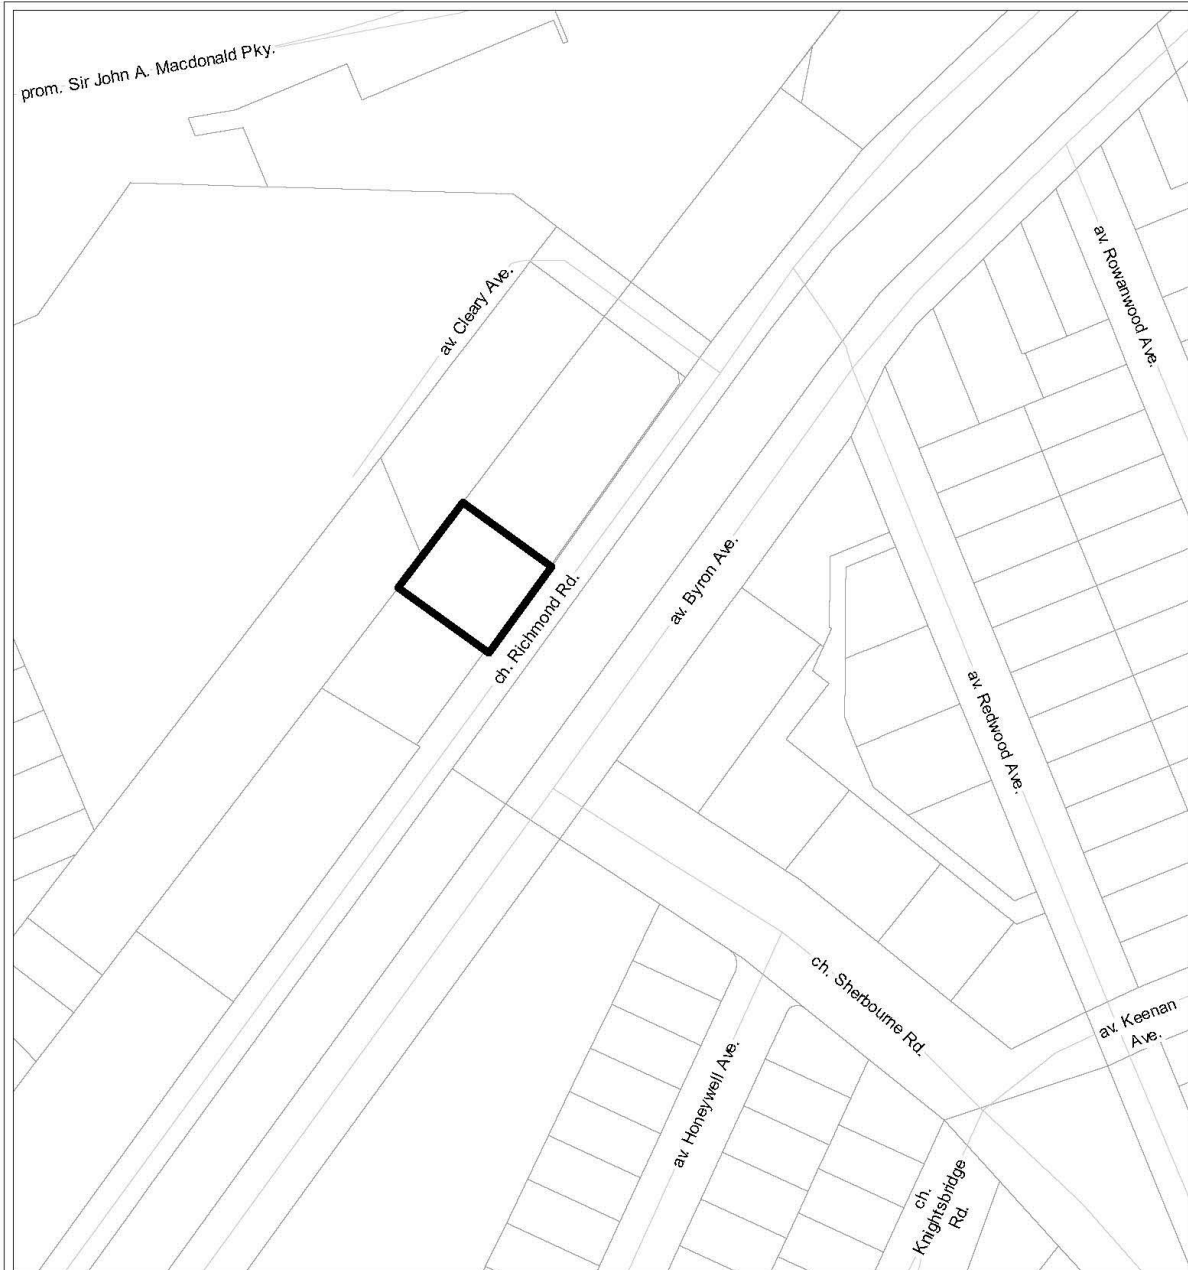 prom. Sir John A. Macdonald Pky.
av. Cleary Ave.
av. Rowanwood Ave.
ch. Richmond Rd.
av. Byron Ave.
av. Redwood Ave.
ch. Sherbourne Rd.
av. Keenan
Ave.
av. Honeywell Ave.
ch.
Knightsbridge
Rd.